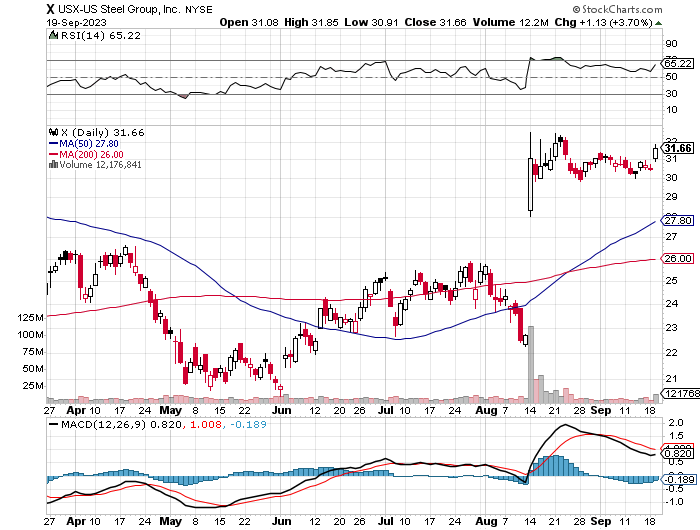 X USX-US Steel Group, Inc. NYSE © StockCharts.com
19-Sep-2023 Open 31.08 High 31.85 Low 30.91 Close 31.66 Volume 12.2M Chg +1.13 (+3.70%)
RSI(14) 65.22
90
70
65.22
50
30
10
X (Daily) 31.66
MA(50) 27.80
MA(200) 26.00
Volume 12,176,841
32
31.66
31
30
29
27.80
27
26.00
25
24
23
22
21
125M
100M
75M
50M
25M
121768
27 Apr 10 17 24 May 8 15 22 Jun 12 20 26 Jul 10 17 24 Aug 7 14 21 28 Sep 11 18
MACD(12,26,9) 0.820, 1.008, -0.189
2.0
1.5
0.820
0.5
0.0
-0.189
-0.5
-1.0
27 Apr 10 17 24 May 8 15 22 Jun 12 20 26 Jul 10 17 24 Aug 7 14 21 28 Sep 11 18